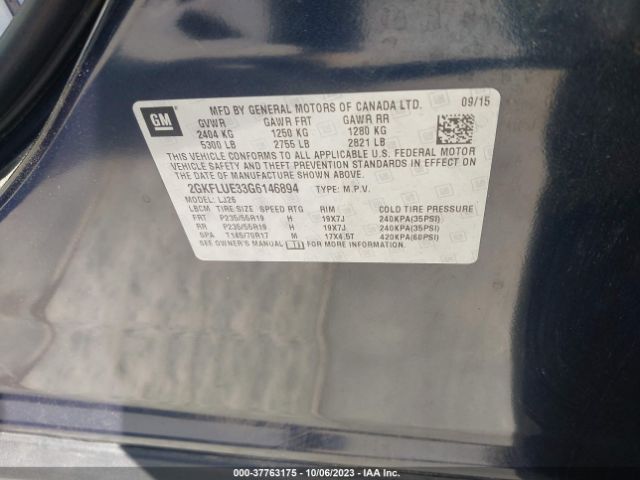 GM
MFD BY GENERAL MOTORS OF CANADA LTD. 09/15
GVWR GAWR FRT GAWR RR
2404 KG 1250 KG 1280 KG
5300 LB 2755 LB 2821 LB
THIS VEHICLE CONFORMS TO ALL APPLICABLE U.S. FEDERAL MOTOR
VEHICLE SAFETY AND THEFT PREVENTION STANDARDS IN EFFECT ON THE
DATE OF MANUFACTURE SHOWN ABOVE.
2GKFLUE33G6146894 TYPE: M.P.V.
MODEL: LJ26
LBCM TIRE SIZE SPEED RTG RIM COLD TIRE PRESSURE
FRT P235/55R19 H 19X7J 240KPA(35PSI)
RR P235/55R19 H 19X7J 240KPA(35PSI)
SPA T145/70R17 M 17X4.5T 420KPA(60PSI)
SEE OWNER'S MANUAL
000-37763175 | 10/06/2023 | IAA Inc.